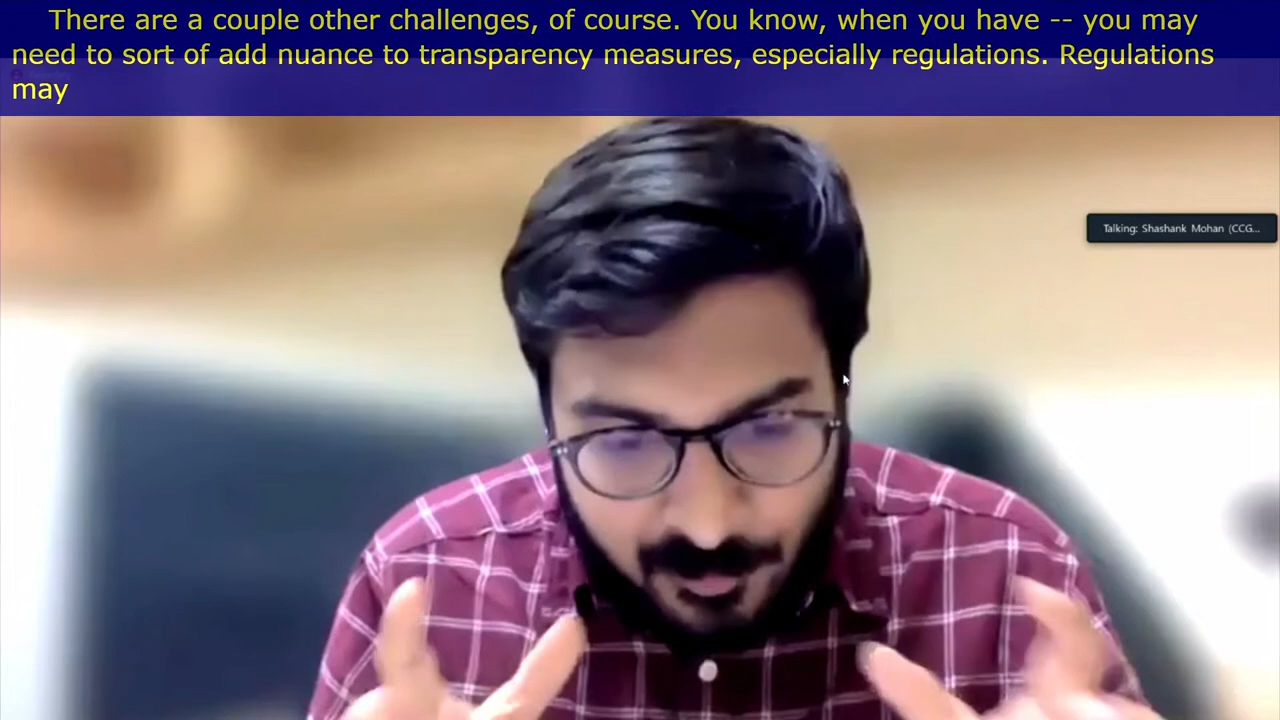 There are a couple other challenges, of course. You know, when you have -- you may
need to sort of add nuance to transparency measures, especially regulations. Regulations
may
Talking: Shashank Mohan (CCG...